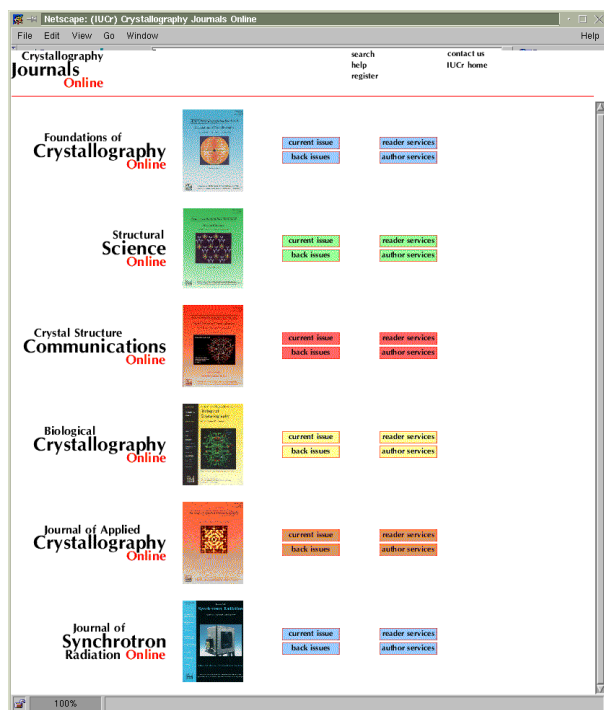 Netscape: (IUCr) Crystallography Journals Online
File Edit View Go Window Help
Crystallography
Journals
Online
search
help
register
contact us
IUCr home
Foundations of
Crystallography
Online
current issue
back issues
reader services
author services
Structural
Science
Online
current issue
back issues
reader services
author services
Crystal Structure
Communications
Online
current issue
back issues
reader services
author services
Biological
Crystallography
Online
Biological
Crystallography
current issue
back issues
reader services
author services
Journal of Applied
Crystallography
Online
current issue
back issues
reader services
author services
Journal of
Synchrotron
Radiation Online
Synchrotron Radiation
current issue
back issues
reader services
author services
100%